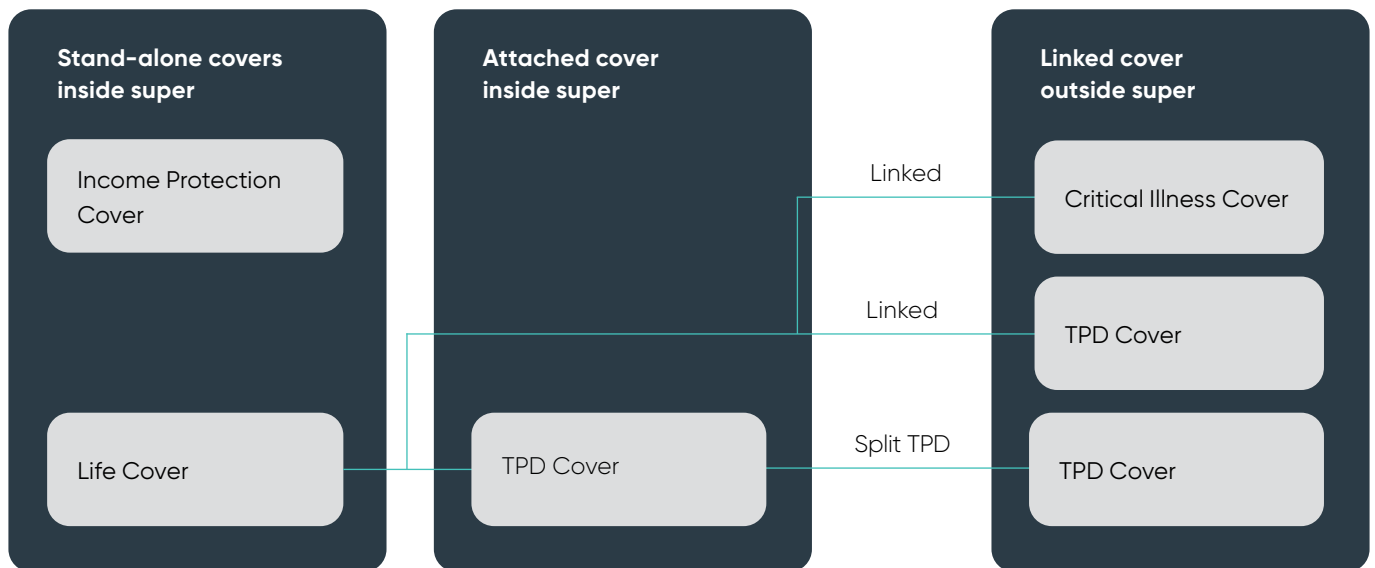 Stand-alone covers
inside super
Income Protection
Cover
Life Cover
Attached cover
inside super
TPD Cover
Linked
Linked
Split TPD
Linked cover
outside super
Critical Illness Cover
TPD Cover
TPD Cover